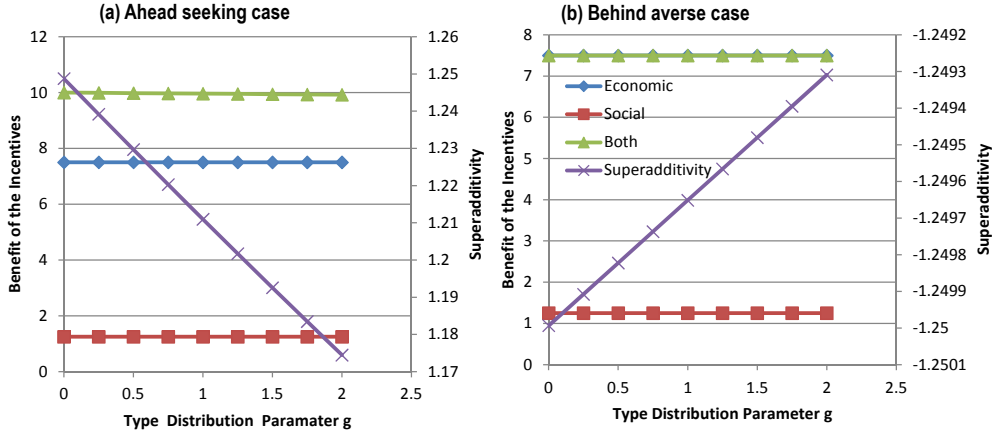 (a) Ahead seeking case
12
10
8
6
4
2
0
Benefit of the Incentives
1.26
1.25
1.24
1.23
1.22
1.21
1.2
1.19
1.18
1.17
Superadditivity
0 0.5 1 1.5 2 2.5
Type Distribution Paramater g
(b) Behind averse case
8
7
6
5
4
3
2
1
0
Benefit of the Incentives
Economic
Social
Both
Superadditivity
-1.2492
-1.2493
-1.2494
-1.2495
-1.2496
-1.2497
-1.2498
-1.2499
-1.25
-1.2501
Superadditivity
0 0.5 1 1.5 2 2.5
Type Distribution Parameter g